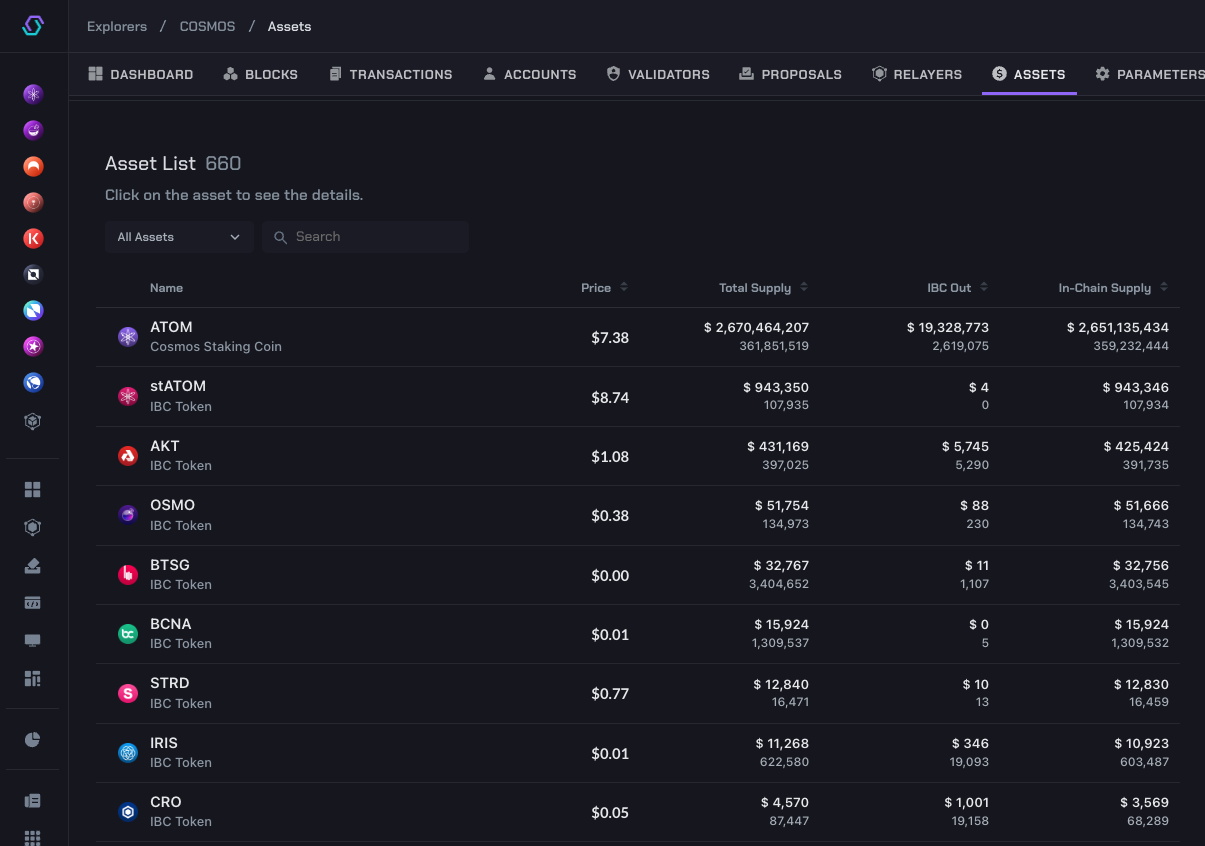 Explorers / COSMOS / Assets
DASHBOARD BLOCKS TRANSACTIONS ACCOUNTS VALIDATORS PROPOSALS RELAYERS ASSETS PARAMETERS
Asset List 660
Click on the asset to see the details.
All Assets Search
Name Price Total Supply IBC Out In-Chain Supply
ATOM $ 2,670,464,207 $ 19,328,773 $ 2,651,135,434
$7.38
Cosmos Staking Coin 361,851,519 2,619,075 359,232,444
stATOM $ 943,350 $ 4 $ 943,346
$8.74
IBC Token 107,935 0 107,934
AKT $ 431,169 $ 5,745 $ 425,424
$1.08
IBC Token 397,025 5,290 391,735
OSMO $ 51,754 $ 88 $ 51,666
$0.38
IBC Token 134,973 230 134,743
BTSG $ 32,767 $ 11 $ 32,756
$0.00
IBC Token 3,404,652 1,107 3,403,545
BCNA $ 15,924 $ 0 $ 15,924
$0.01
IBC Token 1,309,537 5 1,309,532
STRD $ 12,840 $ 10 $ 12,830
$0.77
IBC Token 16,471 13 16,459
IRIS $ 11,268 $ 346 $ 10,923
$0.01
IBC Token 622,580 19,093 603,487
CRO $ 4,570 $ 1,001 $ 3,569
$0.05
IBC Token 87,447 19,158 68,289